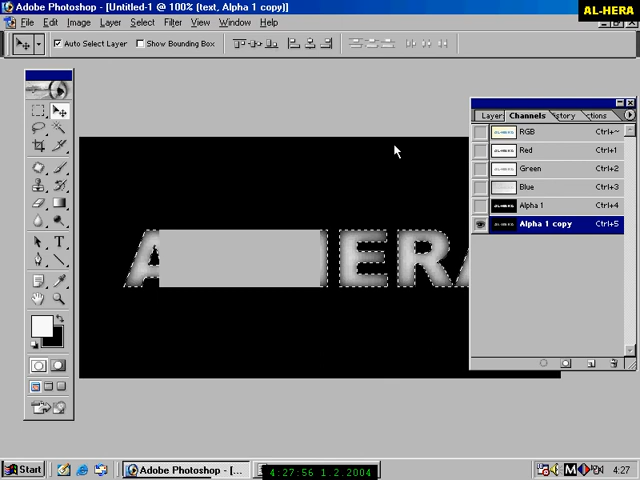 Adobe Photoshop - [Untitled-1 @ 100% (text, Alpha 1 copy)]
AL-HERA
File Edit Image Layer Select Filter View Window Help
Auto Select Layer Show Bounding Box
Layer Channels story ctions
RGB Ctrl+~
Red Ctrl+1
Green Ctrl+2
Blue Ctrl+3
Alpha 1 Ctrl+4
Alpha 1 copy Ctrl+5
A ERA
T
Start Adobe Photoshop - [... 4:27:56 1.2.2004 4:27